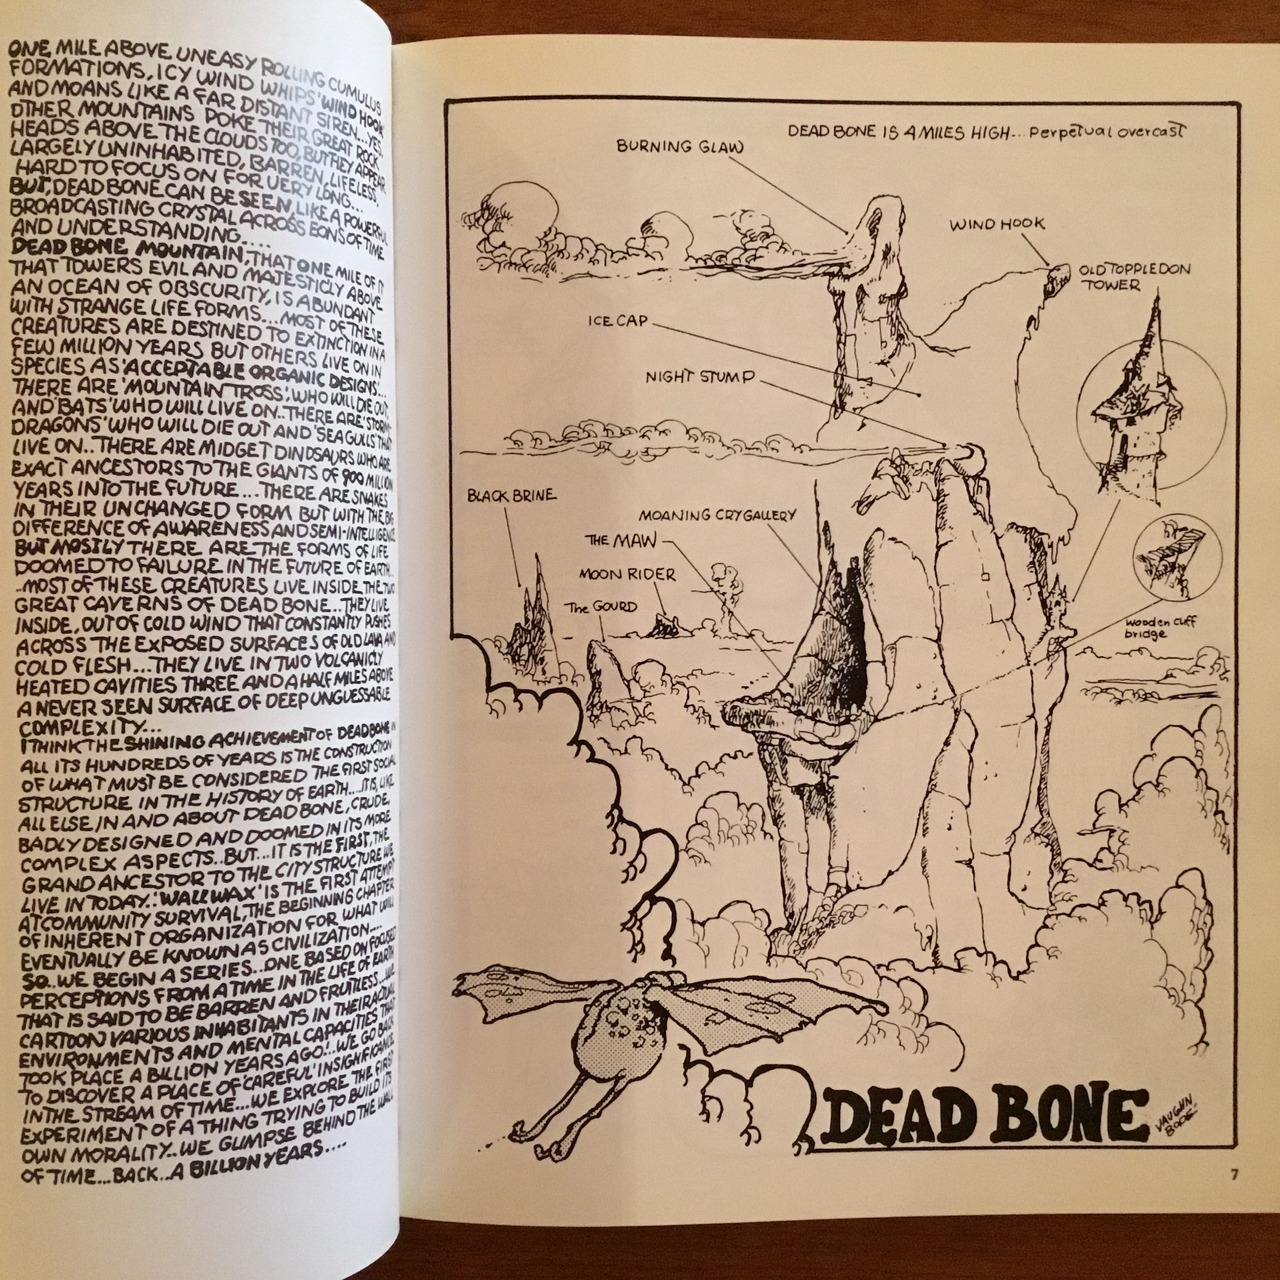 ONE MILE ABOVE UNEASY ROLLING CUMULUS
FORMATIONS, ICY WIND WHIPS 'WIND HOOK'
AND MOANS LIKE A FAR DISTANT SIREN... YES,
OTHER MOUNTAINS POKE THEIR GREAT ROCK
HEADS ABOVE THE CLOUDS TOO, BUT THEY APPEAR
LARGELY UNINHABITED, BARREN, LIFELESS,
HARD TO FOCUS ON FOR VERY LONG...
BUT, DEAD BONE CAN BE SEEN, LIKE A POWERFUL
BROADCASTING CRYSTAL ACROSS EONS OF TIME
AND UNDERSTANDING....
DEAD BONE MOUNTAIN, THAT ONE MILE OF IT
THAT TOWERS EVIL AND MAJESTICLY ABOVE
AN OCEAN OF OBSCURITY, IS ABUNDANT
WITH STRANGE LIFE FORMS... MOST OF THESE
CREATURES ARE DESTINED TO EXTINCTION IN A
FEW MILLION YEARS BUT OTHERS LIVE ON IN
SPECIES AS 'ACCEPTABLE ORGANIC DESIGNS'...
THERE ARE 'MOUNTAIN TROSS', WHO WILL DIE OUT
AND 'BATS' WHO WILL LIVE ON.. THERE ARE 'STORM-
DRAGONS' WHO WILL DIE OUT AND 'SEA GULLS' THAT
LIVE ON.. THERE ARE MIDGET DINOSAURS WHO ARE
EXACT ANCESTORS TO THE GIANTS OF 900 MILLION
YEARS INTO THE FUTURE... THERE ARE SNAKES
IN THEIR UNCHANGED FORM BUT WITH THE BIG
DIFFERENCE OF AWARENESS AND SEMI-INTELLIGENCE
BUT MOSTLY THERE ARE THE FORMS OF LIFE
DOOMED TO FAILURE IN THE FUTURE OF EARTH..
..MOST OF THESE CREATURES LIVE INSIDE THE TWO
GREAT CAVERNS OF DEAD BONE... THEY LIVE
INSIDE, OUT OF COLD WIND THAT CONSTANTLY PUSHES
ACROSS THE EXPOSED SURFACES OF OLD LAVA AND
COLD FLESH... THEY LIVE IN TWO VOLCANICLY
HEATED CAVITIES THREE AND A HALF MILES ABOVE
A NEVER SEEN SURFACE OF DEEP UNGUESSABLE
COMPLEXITY...
I THINK THE SHINING ACHIEVEMENT OF DEAD BONE IN
ALL ITS HUNDREDS OF YEARS IS THE CONSTRUCTION
OF WHAT MUST BE CONSIDERED THE FIRST SOCIAL
STRUCTURE IN THE HISTORY OF EARTH... IT IS, LIKE
ALL ELSE, IN AND ABOUT DEAD BONE, CRUDE,
BADLY DESIGNED AND DOOMED IN ITS MORE
COMPLEX ASPECTS.. BUT... IT IS THE FIRST, THE
GRAND ANCESTOR TO THE CITY STRUCTURE WE
LIVE IN TODAY. 'WALLWAX' IS THE FIRST ATTEMPT
AT COMMUNITY SURVIVAL, THE BEGINNING CHAPTER
OF INHERENT ORGANIZATION FOR WHAT WILL
EVENTUALLY BE KNOWN AS CIVILIZATION....
SO.. WE BEGIN A SERIES.. ONE BASED ON FOCUSED
PERCEPTIONS FROM A TIME IN THE LIFE OF EARTH
THAT IS SAID TO BE BARREN AND FRUITLESS... WE
CARTOON VARIOUS INHABITANTS IN THEIR ACTUAL
ENVIRONMENTS AND MENTAL CAPACITIES THAT
TOOK PLACE A BILLION YEARS AGO!.. WE GO BACK
TO DISCOVER A PLACE OF 'CAREFUL' INSIGNIFICANCE
IN THE STREAM OF TIME... WE EXPLORE THE FIRST
EXPERIMENT OF A THING TRYING TO BUILD ITS
OWN MORALITY.. WE GLIMPSE BEHIND THE WALL
OF TIME... BACK.. A BILLION YEARS....
DEAD BONE IS 4 MILES HIGH... perpetual overcast
BURNING GLAW
WIND HOOK
OLD TOPPLEDON
TOWER
ICE CAP
NIGHT STUMP
BLACK BRINE
MOANING CRYGALLERY
THE MAW
MOON RIDER
The GOURD
wooden cliff
bridge
DEAD BONE
VAUGHN
BODE
7